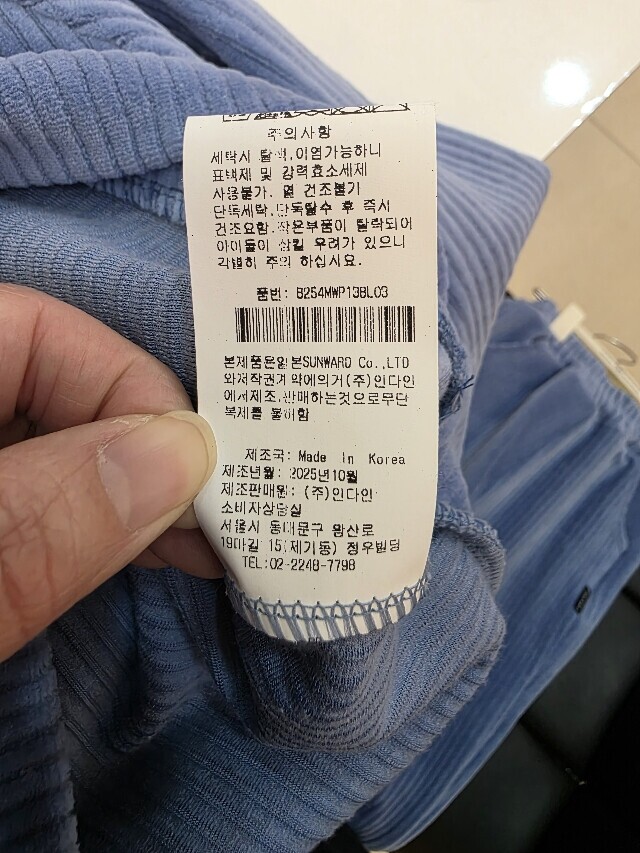 주의사항
세탁시 탈색,이염가능하니
표백제 및 강력효소세제
사용불가. 열 건조불가
단독세탁,단독탈수 후 즉시
건조요함.작은부품이 탈락되어
아이들이 삼킬 우려가 있으니
각별히 주의 하십시요.
품번: B254MWP13BL03
본제품은일본SUNWARD Co.,LTD
와저작권계약에의거(주)인다인
에서제조.판매하는것으로무단
복제를 불허함
제조국: Made In Korea
제조년월: 2025년10월
제조판매원: (주)인다인
소비자상담실
서울시 동대문구 왕산로
19마길 15(제기동) 정우빌딩
TEL:02-2248-7798